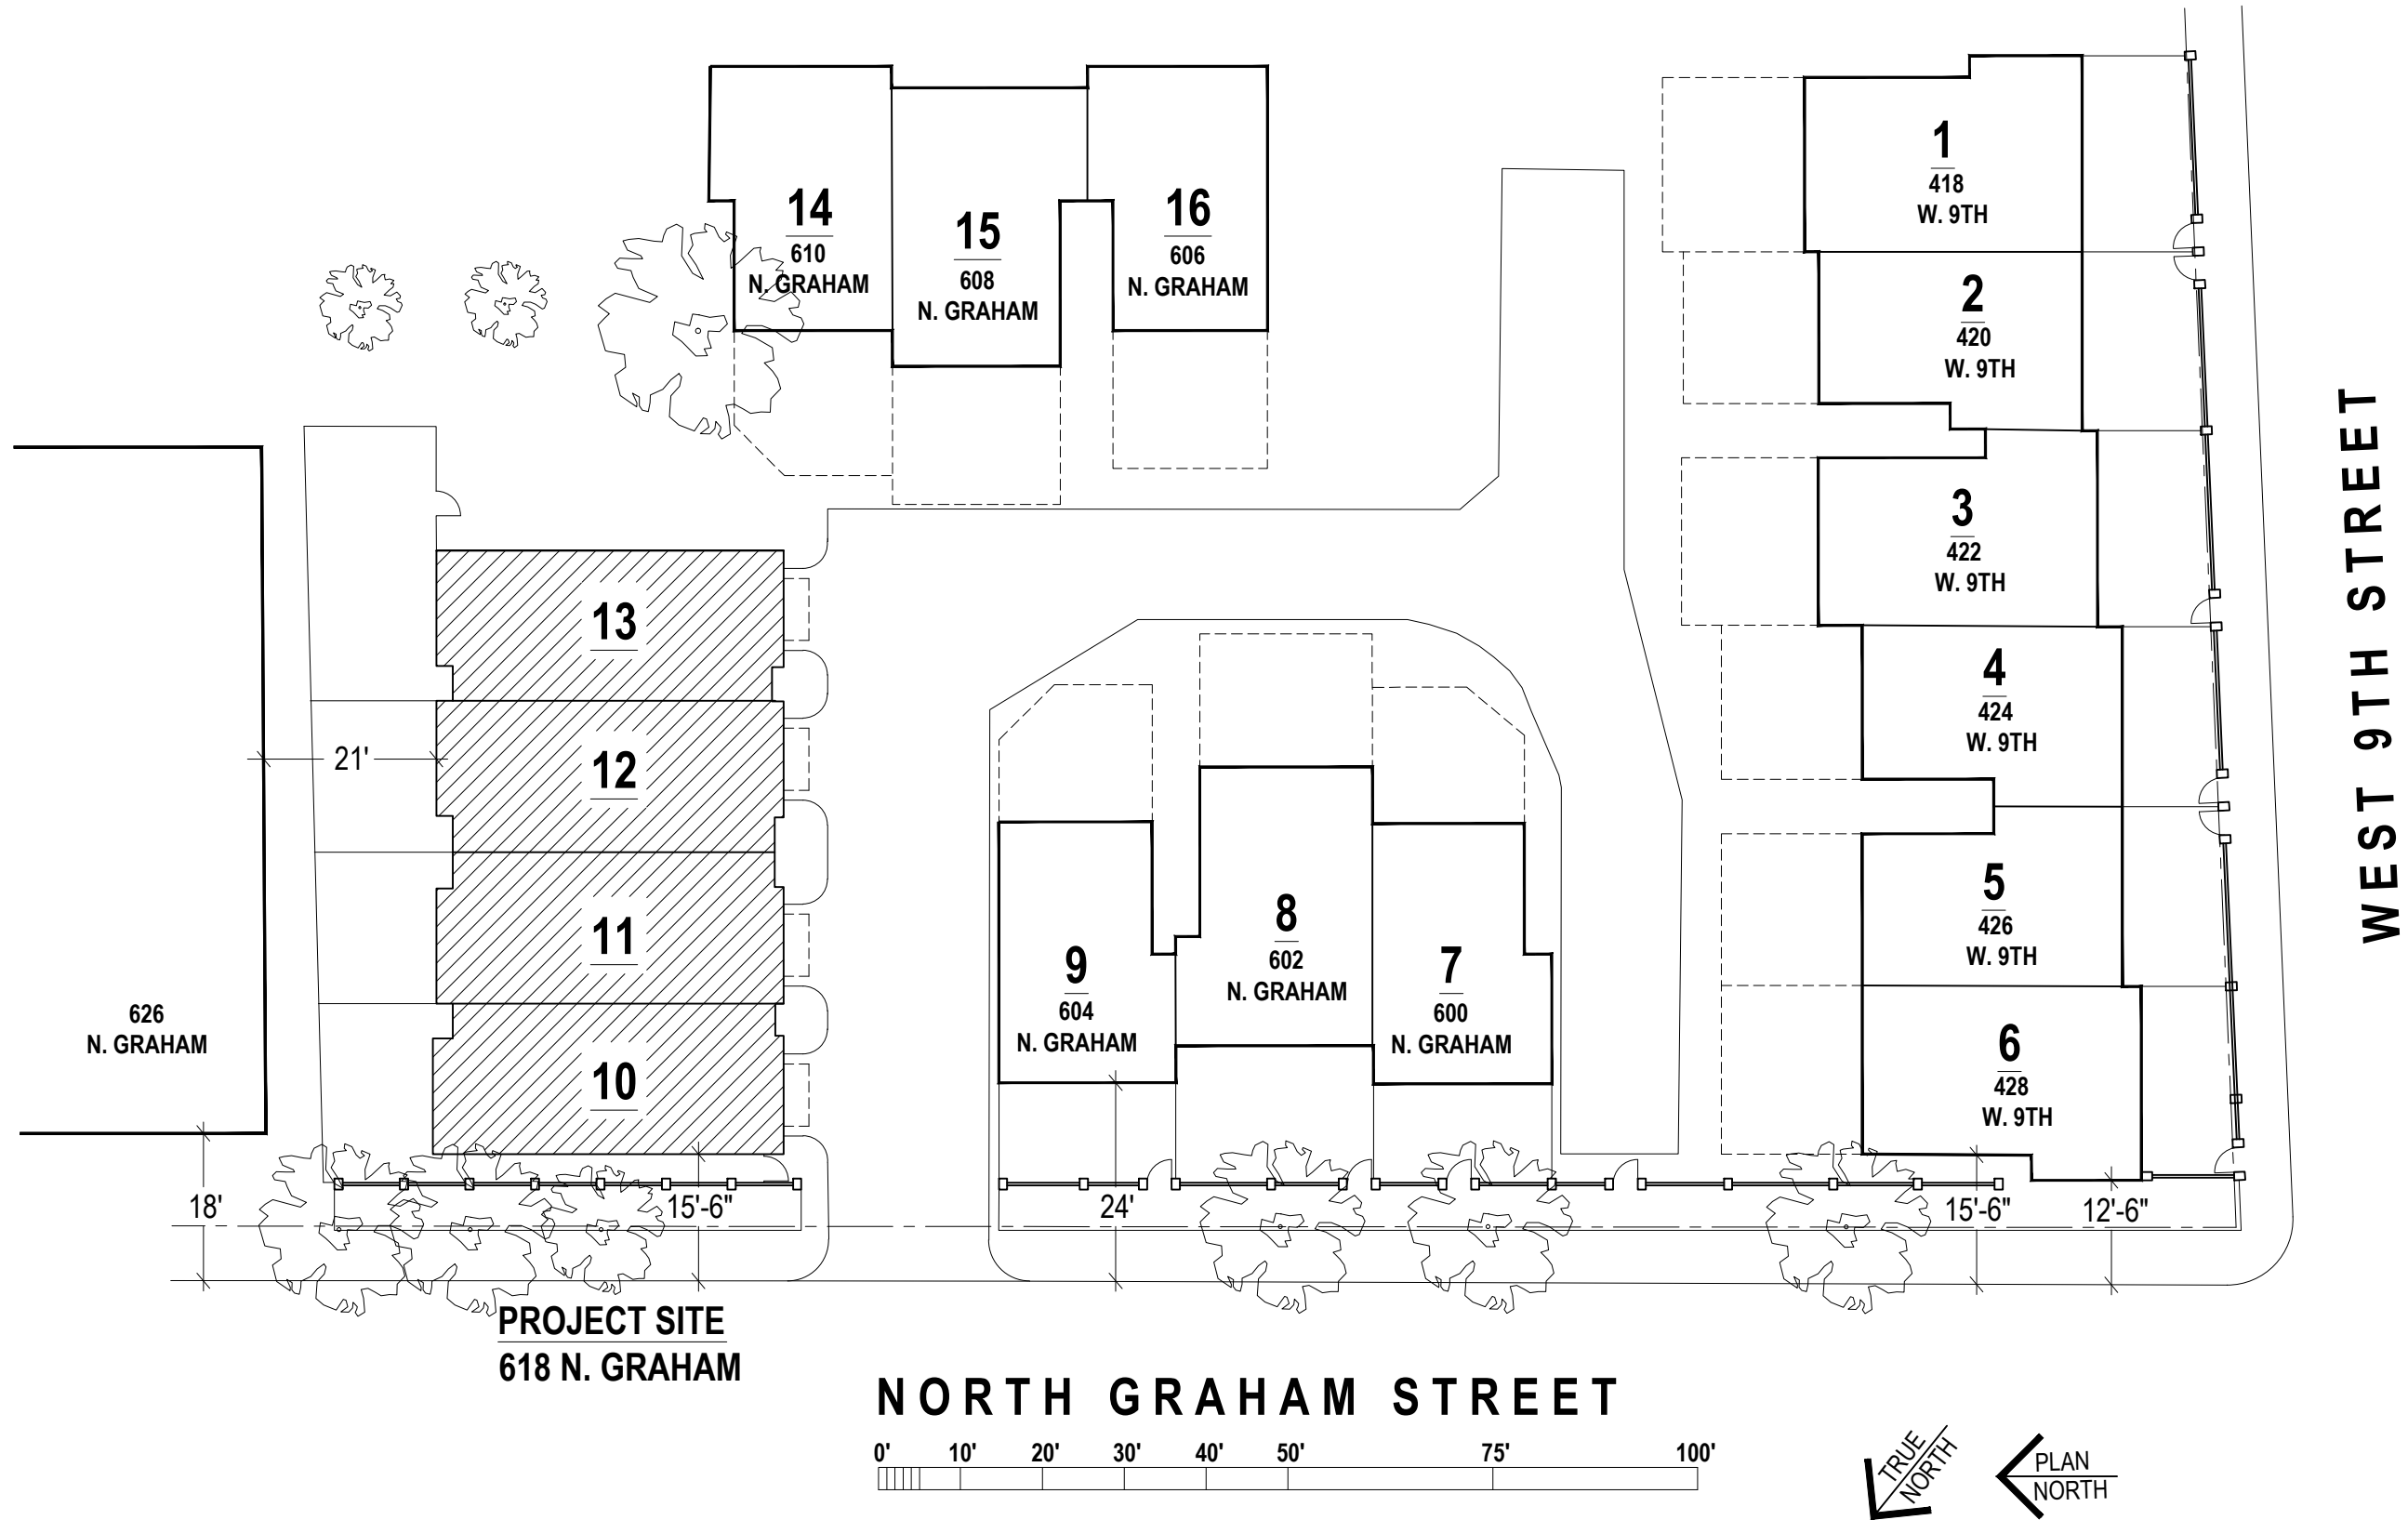 14
610
N. GRAHAM
15
608
N. GRAHAM
16
606
N. GRAHAM
1
418
W. 9TH
2
420
W. 9TH
3
422
W. 9TH
4
424
W. 9TH
5
426
W. 9TH
6
428
W. 9TH
WEST 9TH STREET
13
12
11
10
21'
626
N. GRAHAM
9
604
N. GRAHAM
8
602
N. GRAHAM
7
600
N. GRAHAM
18'
15'-6"
24'
15'-6"
12'-6"
PROJECT SITE
618 N. GRAHAM
NORTH GRAHAM STREET
0' 10' 20' 30' 40' 50' 75' 100'
TRUE
NORTH
PLAN
NORTH